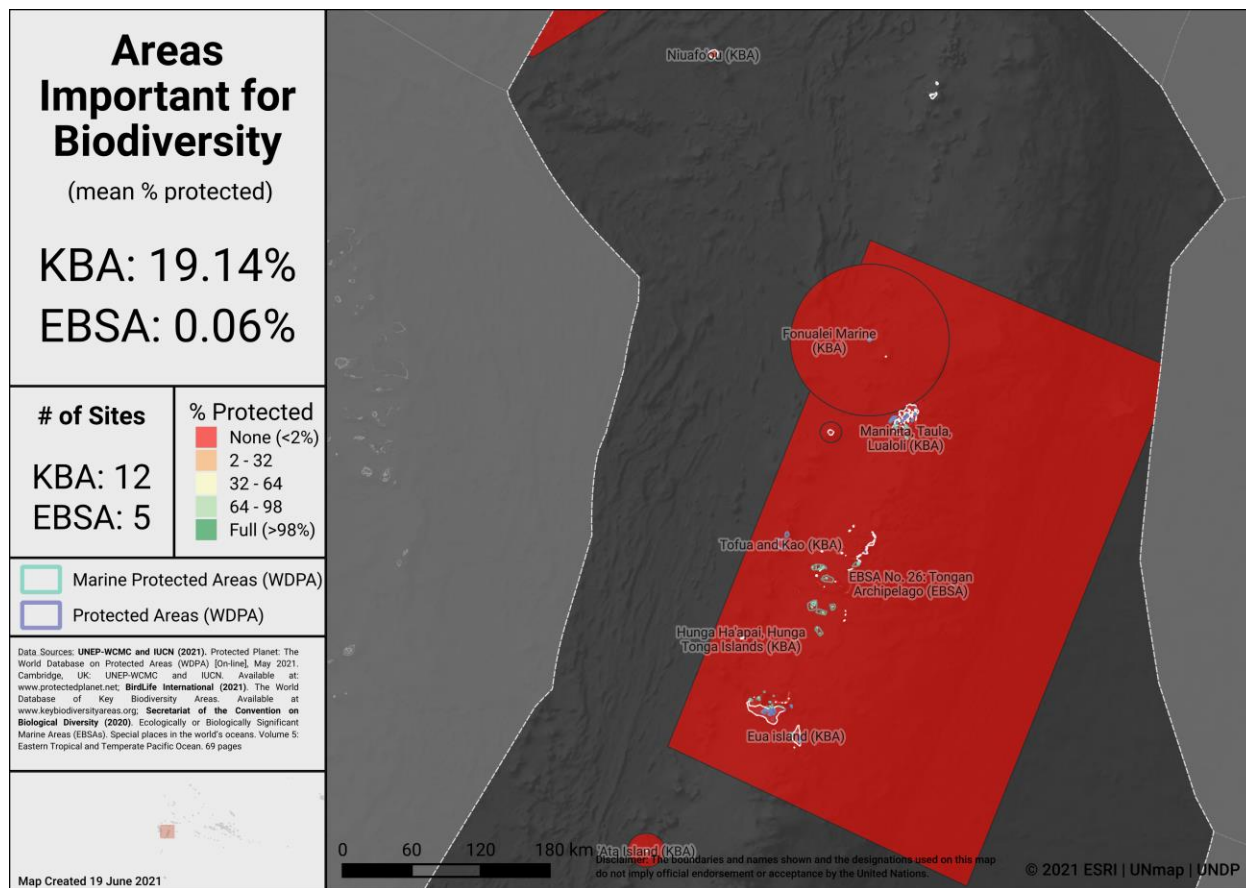 Areas
Important for
Biodiversity
(mean % protected)
KBA: 19.14%
EBSA: 0.06%
# of Sites
KBA: 12
EBSA: 5
% Protected
None (<2%)
2 - 32
32 - 64
64 - 98
Full (>98%)
Marine Protected Areas (WDPA)
Protected Areas (WDPA)
Data Sources: UNEP-WCMC and IUCN (2021). Protected Planet: The
World Database on Protected Areas (WDPA) [On-line], May 2021.
Cambridge, UK: UNEP-WCMC and IUCN. Available at:
www.protectedplanet.net; BirdLife International (2021). The World
Database of Key Biodiversity Areas. Available at
www.keybiodiversityareas.org; Secretariat of the Convention on
Biological Diversity (2020). Ecologically or Biologically Significant
Marine Areas (EBSAs). Special places in the world's oceans. Volume 5:
Eastern Tropical and Temperate Pacific Ocean. 69 pages
Map Created 19 June 2021
Niuafo'ou (KBA)
Fonualei Marine
(KBA)
Maninita, Taula,
Lualoli (KBA)
Tofua and Kao (KBA)
EBSA No. 26: Tongan
Archipelago (EBSA)
Hunga Ha'apai, Hunga
Tonga Islands (KBA)
Eua island (KBA)
'Ata Island (KBA)
0 60 120 180 km
Disclaimer: The boundaries and names shown and the designations used on this map
do not imply official endorsement or acceptance by the United Nations.
© 2021 ESRI | UNmap | UNDP